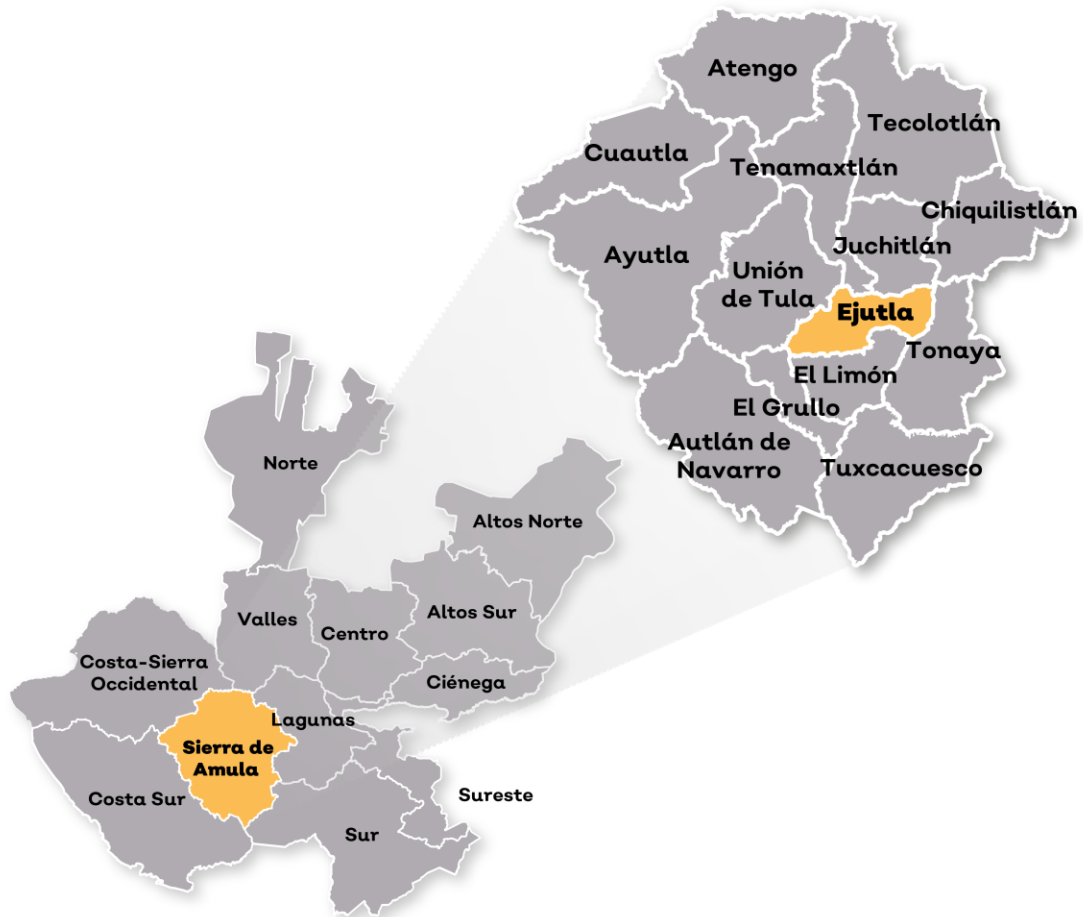 Atengo
Tecolotlán
Cuautla
Tenamaxtlán
Chiquilistlán
Juchitlán
Ayutla
Unión
de Tula
Ejutla
Tonaya
El Limón
El Grullo
Autlán de
Navarro
Tuxcacuesco
Norte
Altos Norte
Valles
Centro
Altos Sur
Costa-Sierra
Occidental
Ciénega
Lagunas
Sierra de
Amula
Costa Sur
Sureste
Sur